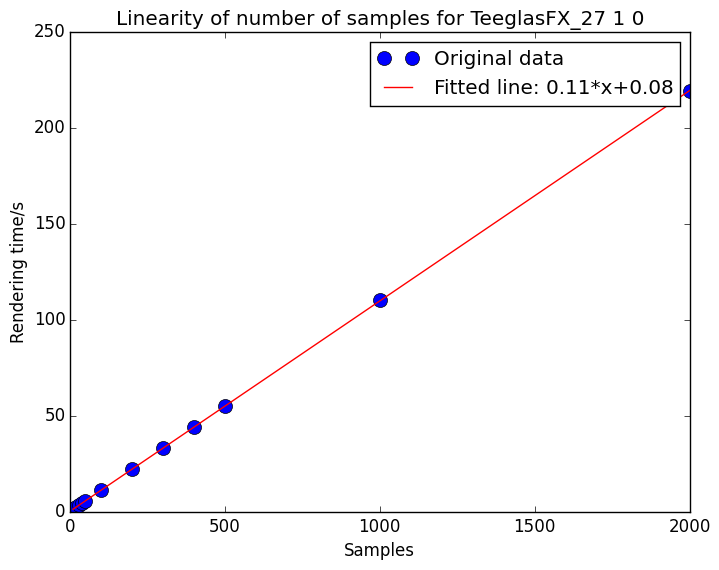 Linearity of number of samples for TeeglasFX_27 1 0
250
200
150
100
50
0
Rendering time/s
Original data
Fitted line: 0.11*x+0.08
0 500 1000 1500 2000
Samples